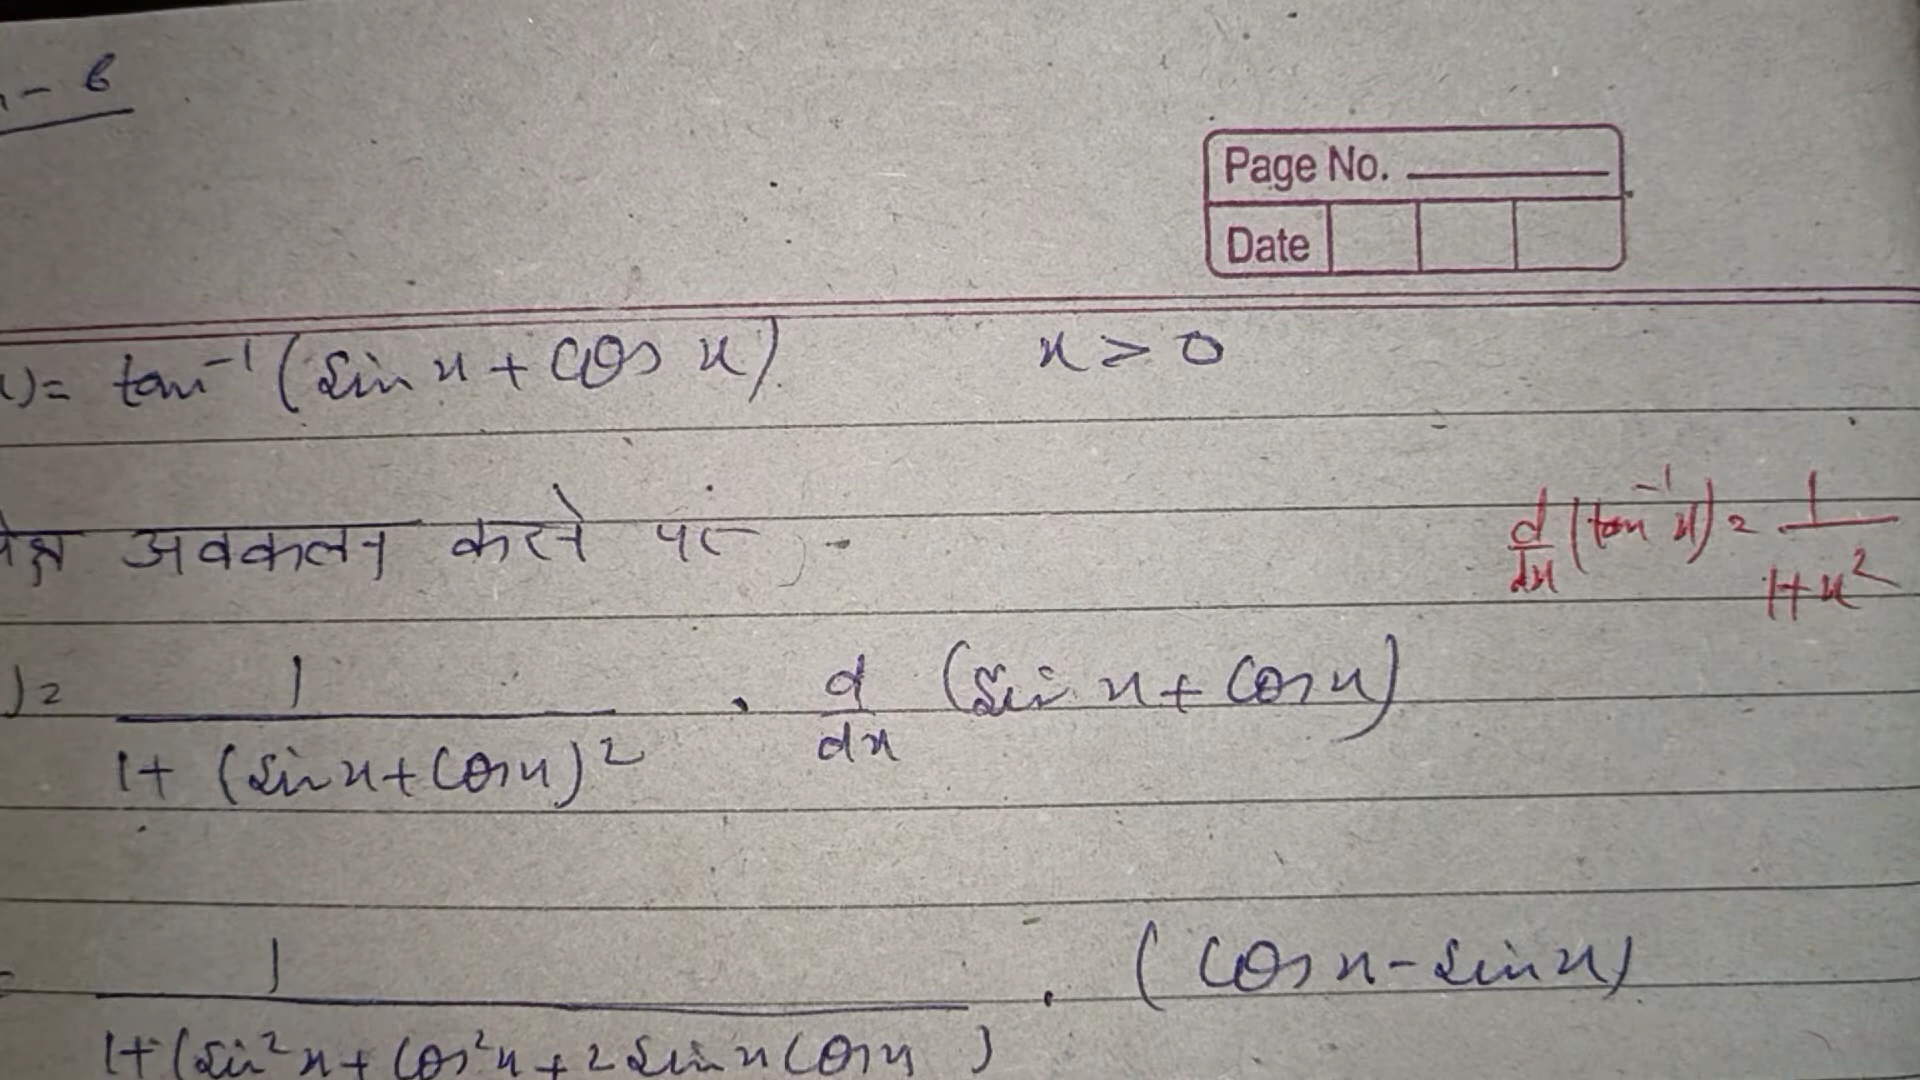 - 6
Page No.
Date
)= tan⁻¹ (sin x + cos x) x > 0
अवकलन करने पर :-
d/dx (tan⁻¹ x) = 1/1+x²
)= 1/1+ (sin x + cos x)² . d/dx (sin x + cos x)
= 1/1+(sin²x + cos²x + 2 sin x cos x) . (cos x - sin x)